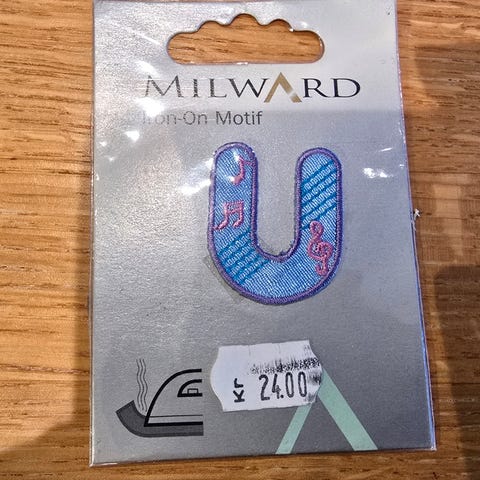 MILWARD
Iron-On Motif
U
Kr 24.00